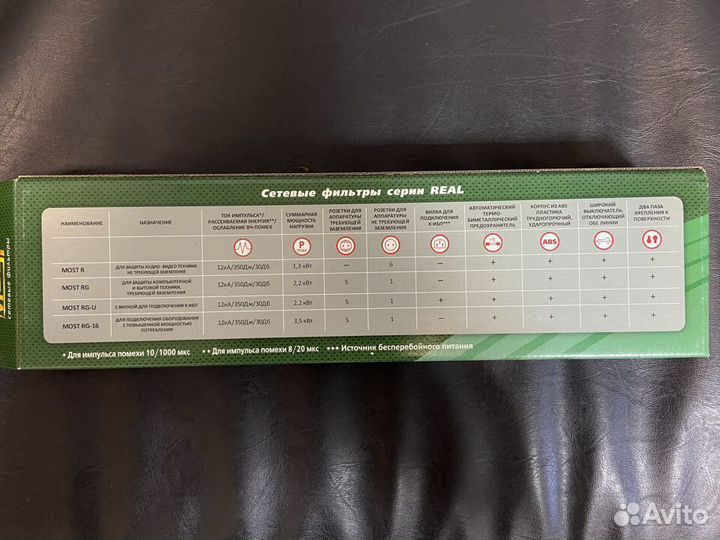 Сетевые фильтры серии REAL
сетевые фильтры
НАИМЕНОВАНИЕ
НАЗНАЧЕНИЕ
ТОК ИМПУЛЬСА*/
РАССЕИВАЕМАЯ ЭНЕРГИЯ**/
ОСЛАБЛЕНИЕ ВЧ-ПОМЕХ
СУММАРНАЯ
МОЩНОСТЬ
НАГРУЗКИ
P
max
РОЗЕТКИ ДЛЯ
АППАРАТУРЫ
ТРЕБУЮЩЕЙ
ЗАЗЕМЛЕНИЯ
РОЗЕТКИ ДЛЯ
АППАРАТУРЫ
НЕ ТРЕБУЮЩЕЙ
ЗАЗЕМЛЕНИЯ
ВИЛКА ДЛЯ
ПОДКЛЮЧЕНИЯ
К ИБП***
АВТОМАТИЧЕСКИЙ
ТЕРМО-
БИМЕТАЛЛИЧЕСКИЙ
ПРЕДОХРАНИТЕЛЬ
КОРПУС ИЗ ABS
ПЛАСТИКА
ТРУДНОГОРЮЧИЙ,
УДАРОПРОЧНЫЙ
ABS
ШИРОКИЙ
ВЫКЛЮЧАТЕЛЬ
ОТКЛЮЧАЮЩИЙ
ОБЕ ЛИНИИ
ДВА ПАЗА
КРЕПЛЕНИЯ К
ПОВЕРХНОСТИ
MOST R
ДЛЯ ЗАЩИТЫ АУДИО- ВИДЕО ТЕХНИКИ
НЕ ТРЕБУЮЩЕЙ ЗАЗЕМЛЕНИЯ
12кА/350Дж/30Дб 1,3 кВт — 6 — + + + +
MOST RG
ДЛЯ ЗАЩИТЫ КОМПЬЮТЕРНОЙ
И БЫТОВОЙ ТЕХНИКИ,
ТРЕБУЮЩЕЙ ЗАЗЕМЛЕНИЯ
12кА/350Дж/30Дб 2,2 кВт 5 1 — + + + +
MOST RG-U С ВИЛКОЙ ДЛЯ ПОДКЛЮЧЕНИЯ К ИБП 12кА/350Дж/30Дб 2,2 кВт 5 1 + + + + +
MOST RG-16
ДЛЯ ПОДКЛЮЧЕНИЯ ОБОРУДОВАНИЯ
С ПОВЫШЕННОЙ МОЩНОСТЬЮ
ПОТРЕБЛЕНИЯ
12кА/350Дж/30Дб 3,5 кВт 5 1 — + + + +
* Для импульса помехи 10/1000 мкс ** Для импульса помехи 8/20 мкс *** Источник бесперебойного питания
Avito